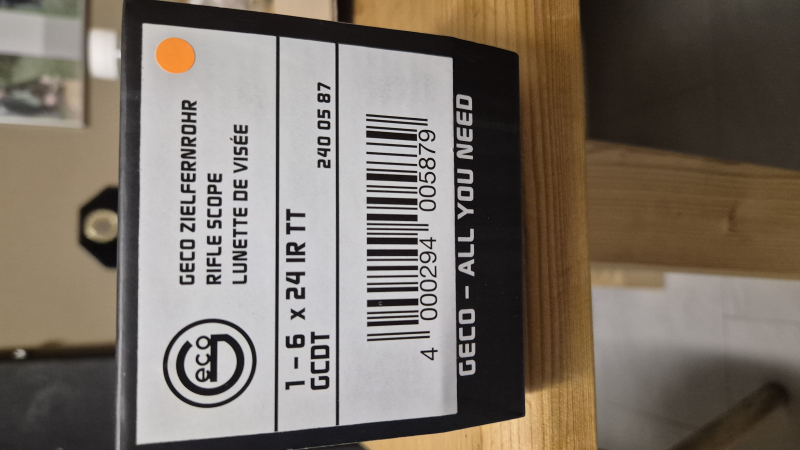 eco
GECO ZIELFERNROHR
RIFLE SCOPE
LUNETTE DE VISÉE
1 - 6 x 24 IR TT
GCDT
240 05 87
4 000294 005879
GECO - ALL YOU NEED